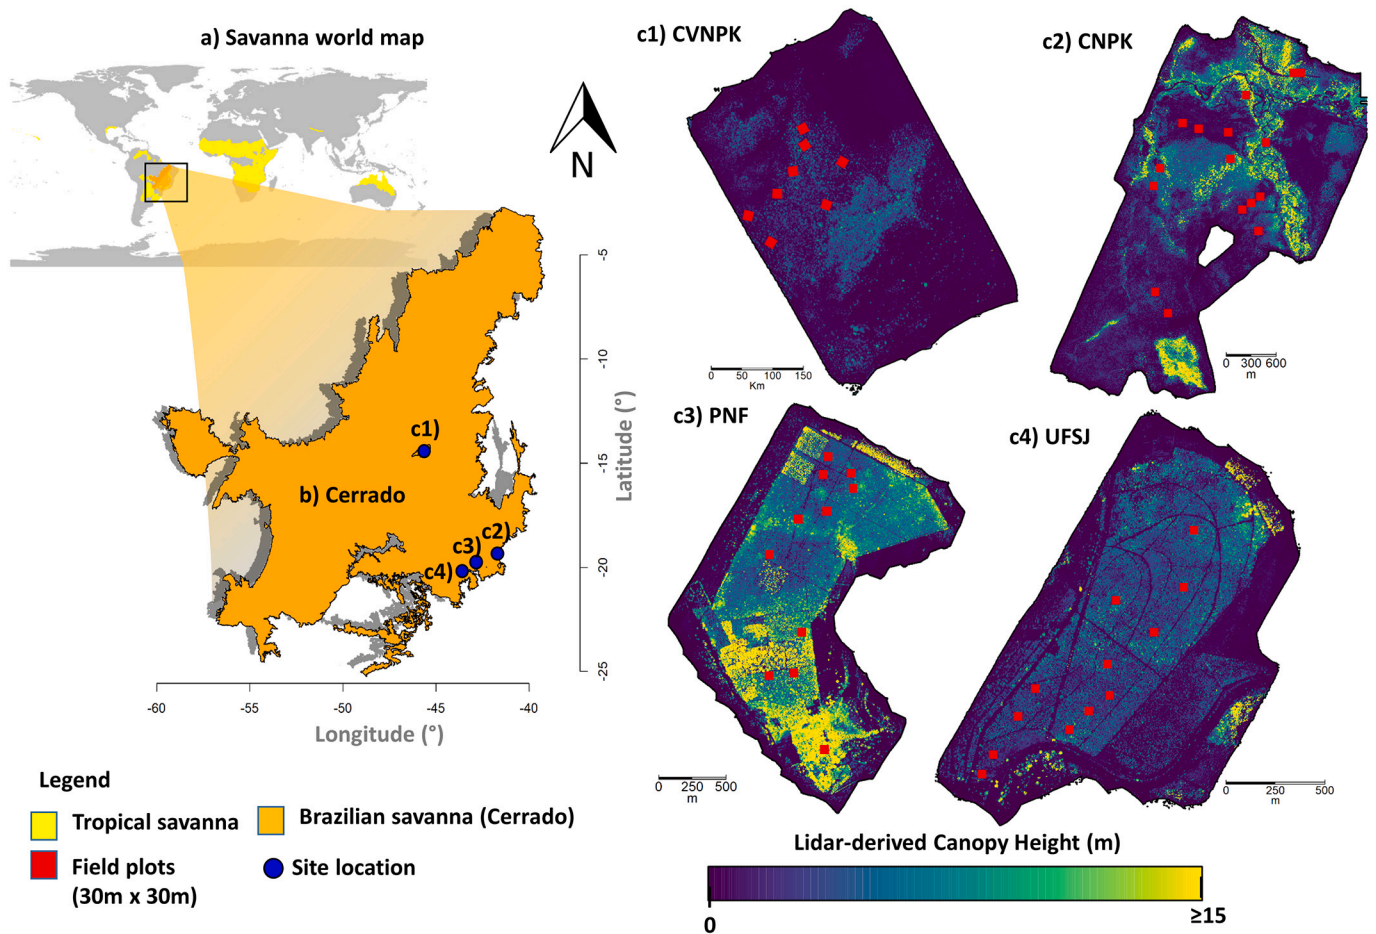 a) Savanna world map
N
-5
-10
-15
-20
-25
Latitude (°)
c1)
b) Cerrado
c2)
c3)
c4)
-60
-55
-50
-45
-40
Longitude (°)
Legend
Tropical savanna
Brazilian savanna (Cerrado)
Field plots
(30m x 30m)
Site location
c1) CVNPK
0 50 100 150
Km
c2) CNPK
0 300 600
m
c3) PNF
0 250 500
m
c4) UFSJ
0 250 500
m
Lidar-derived Canopy Height (m)
0
≥15